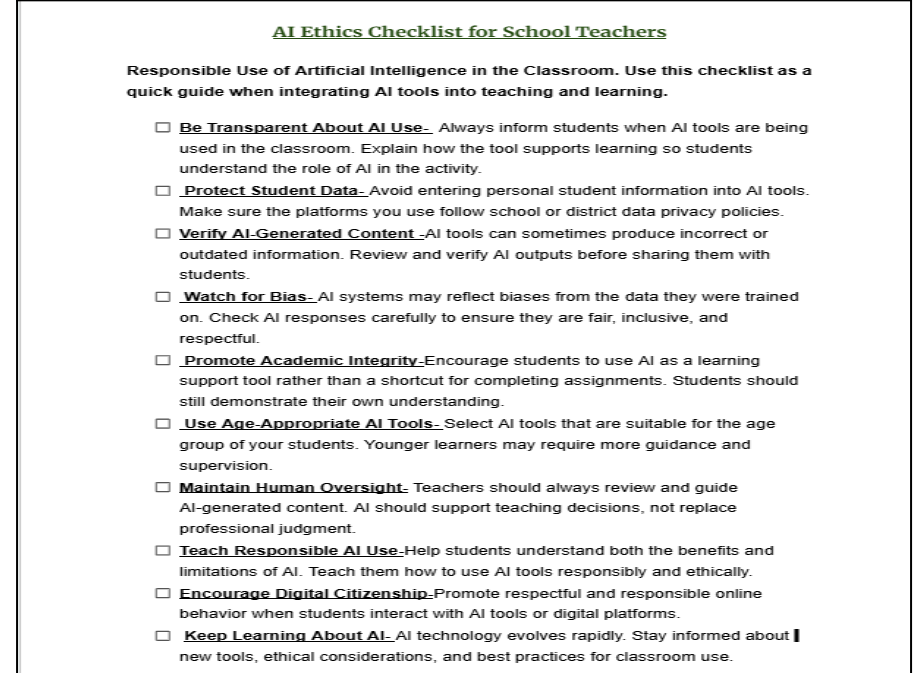 AI Ethics Checklist for School Teachers
Responsible Use of Artificial Intelligence in the Classroom. Use this checklist as a
quick guide when integrating AI tools into teaching and learning.
☐ Be Transparent About AI Use- Always inform students when AI tools are being
used in the classroom. Explain how the tool supports learning so students
understand the role of AI in the activity.
☐ Protect Student Data- Avoid entering personal student information into AI tools.
Make sure the platforms you use follow school or district data privacy policies.
☐ Verify AI-Generated Content -AI tools can sometimes produce incorrect or
outdated information. Review and verify AI outputs before sharing them with
students.
☐ Watch for Bias- AI systems may reflect biases from the data they were trained
on. Check AI responses carefully to ensure they are fair, inclusive, and
respectful.
☐ Promote Academic Integrity-Encourage students to use AI as a learning
support tool rather than a shortcut for completing assignments. Students should
still demonstrate their own understanding.
☐ Use Age-Appropriate AI Tools- Select AI tools that are suitable for the age
group of your students. Younger learners may require more guidance and
supervision.
☐ Maintain Human Oversight- Teachers should always review and guide
AI-generated content. AI should support teaching decisions, not replace
professional judgment.
☐ Teach Responsible AI Use-Help students understand both the benefits and
limitations of AI. Teach them how to use AI tools responsibly and ethically.
☐ Encourage Digital Citizenship-Promote respectful and responsible online
behavior when students interact with AI tools or digital platforms.
☐ Keep Learning About AI- AI technology evolves rapidly. Stay informed about
new tools, ethical considerations, and best practices for classroom use.